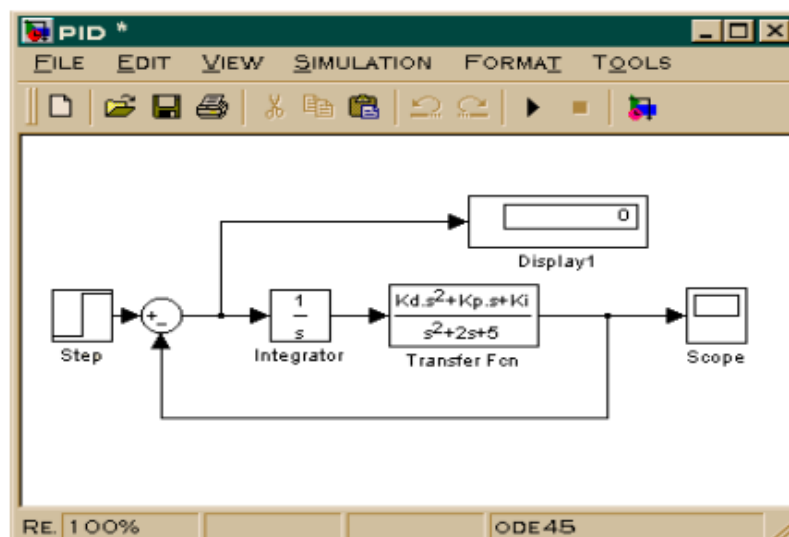 PID *
FILE EDIT VIEW SIMULATION FORMAT TOOLS
0
Display1
+
-
1
s
Kd.s²+Kp.s+Ki
s²+2s+5
Step
Integrator
Transfer Fcn
Scope
RE. 100% ODE45